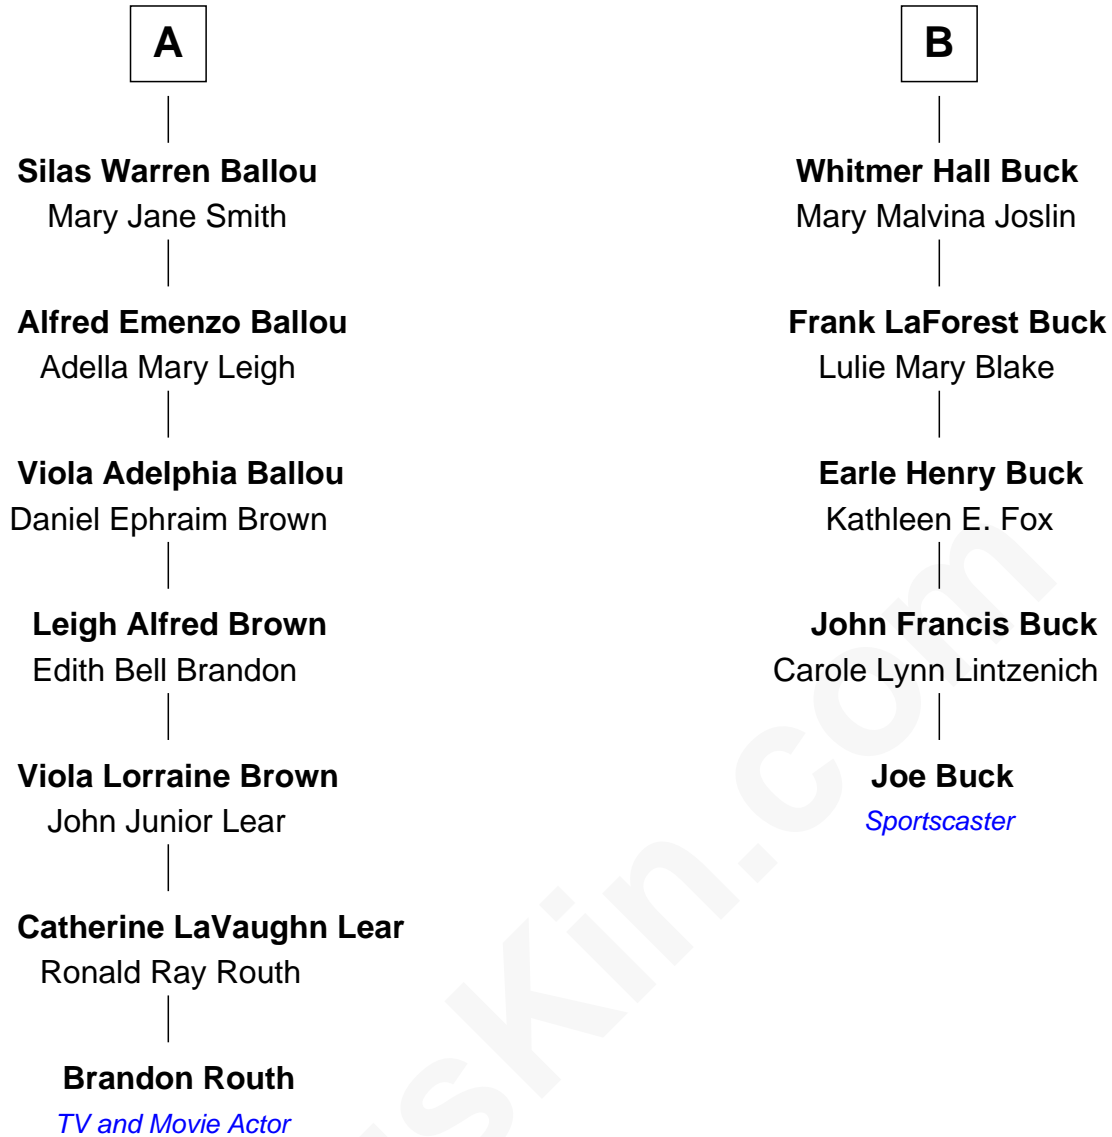 A
Silas Warren Ballou
Mary Jane Smith
Alfred Emenzo Ballou
Adella Mary Leigh
Viola Adelphia Ballou
Daniel Ephraim Brown
Leigh Alfred Brown
Edith Bell Brandon
Viola Lorraine Brown
John Junior Lear
Catherine LaVaughn Lear
Ronald Ray Routh
Brandon Routh
TV and Movie Actor
B
Whitmer Hall Buck
Mary Malvina Joslin
Frank LaForest Buck
Lulie Mary Blake
Earle Henry Buck
Kathleen E. Fox
John Francis Buck
Carole Lynn Lintzenich
Joe Buck
Sportscaster
sKin.com